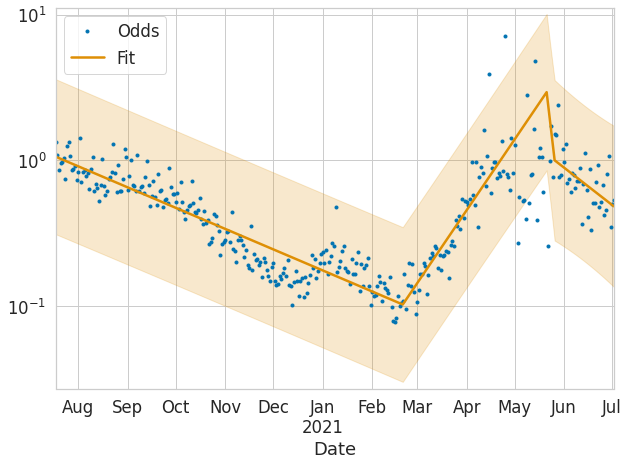 10¹
Odds
Fit
10⁰
10⁻¹
Aug Sep Oct Nov Dec Jan Feb Mar Apr May Jun Jul
2021
Date